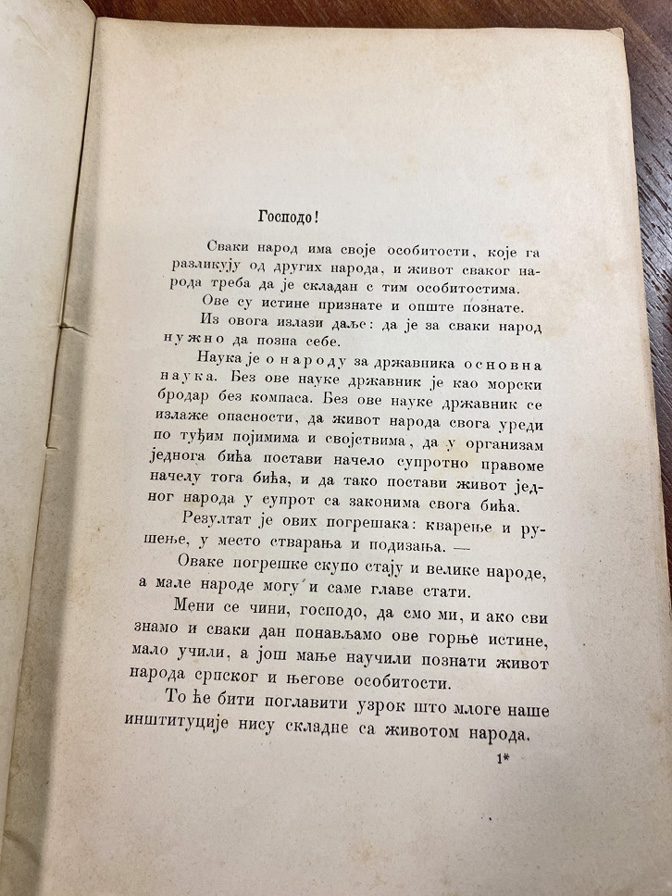 Господо!
Сваки народ има своје особитости, које га
разликују од других народа, и живот сваког на-
рода треба да је складан с тим особитостима.
Ове су истине признате и опште познате.
Из овога излази даље: да је за сваки народ
нужно да позна себе.
Наука је о народу за државника основна
наука. Без ове науке државник је као морски
бродар без компаса. Без ове науке државник се
излаже опасности, да живот народа свога уреди
по туђим појимима и својствима, да у организам
једнога бића постави начело супротно правоме
начелу тога бића, и да тако постави живот јед-
ног народа у супрот са законима свога бића.
Резултат је ових погрешака: кварење и ру-
шење, у место стварања и подизања. —
Оваке погрешке скупо стају и велике народе,
а мале народе могу и саме главе стати.
Мени се чини, господо, да смо ми, и ако сви
знамо и сваки дан понављамо ове горње истине,
мало учили, а још мање научили познати живот
народа српског и његове особитости.
То ће бити поглавити узрок што млоге наше
институције нису складне са животом народа.
1*